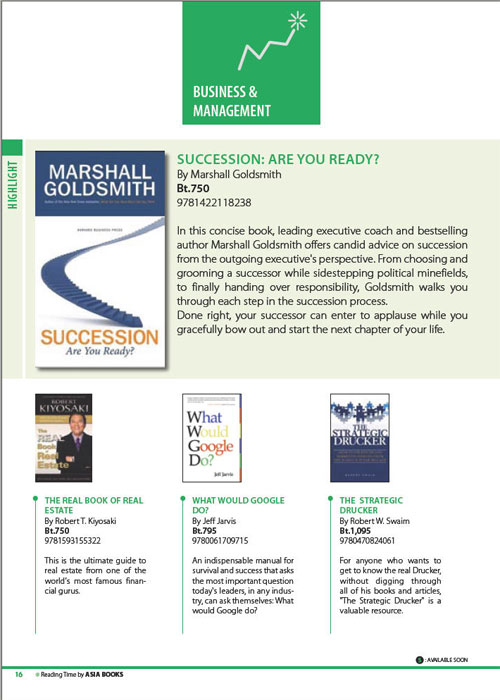 BUSINESS &
MANAGEMENT
HIGHLIGHT
MARSHALL
GOLDSMITH
HARVARD BUSINESS PRESS
SUCCESSION
Are You Ready?
SUCCESSION: ARE YOU READY?
By Marshall Goldsmith
Bt.750
9781422118238
In this concise book, leading executive coach and bestselling
author Marshall Goldsmith offers candid advice on succession
from the outgoing executive's perspective. From choosing and
grooming a successor while sidestepping political minefields,
to finally handing over responsibility, Goldsmith walks you
through each step in the succession process.
Done right, your successor can enter to applause while you
gracefully bow out and start the next chapter of your life.
ROBERT
KIYOSAKI
The REAL
Book of
Real
Estate
What
Would
Google
Do?
Jeff Jarvis
THE
STRATEGIC
DRUCKER
ROBERT SWAIM
THE REAL BOOK OF REAL
ESTATE
By Robert T. Kiyosaki
Bt.750
9781593155322
This is the ultimate guide to
real estate from one of the
world's most famous finan-
cial gurus.
WHAT WOULD GOOGLE
DO?
By Jeff Jarvis
Bt.795
9780061709715
An indispensable manual for
survival and success that asks
the most important question
today's leaders, in any indus-
try, can ask themselves: What
would Google do?
THE STRATEGIC
DRUCKER
By Robert W. Swaim
Bt.1,095
9780470824061
For anyone who wants to
get to know the real Drucker,
without digging through
all of his books and articles,
"The Strategic Drucker" is a
valuable resource.
: AVAILABLE SOON
16 Reading Time by ASIA BOOKS